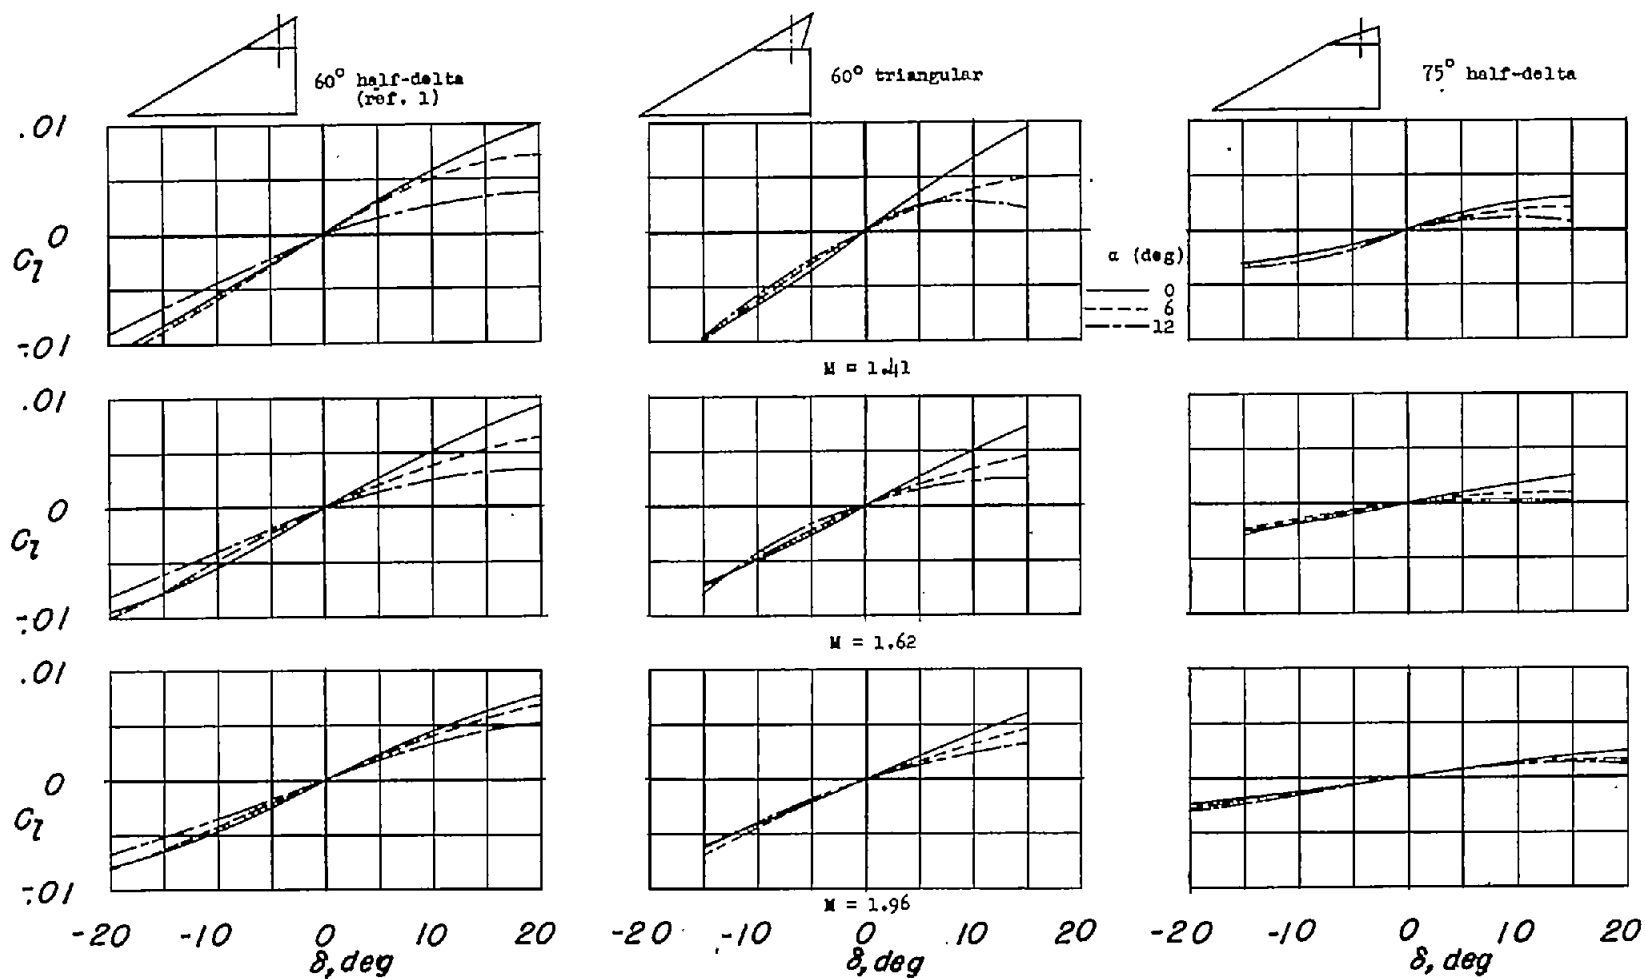 60° half-delta
(ref. 1)
60° triangular
75° half-delta
.01
0
C_l
-.01
α (deg)
0
6
12
M = 1.41
.01
0
C_l
-.01
M = 1.62
.01
0
C_l
-.01
M = 1.96
-20 -10 0 10 20
δ, deg
-20 -10 0 10 20
δ, deg
-20 -10 0 10 20
δ, deg